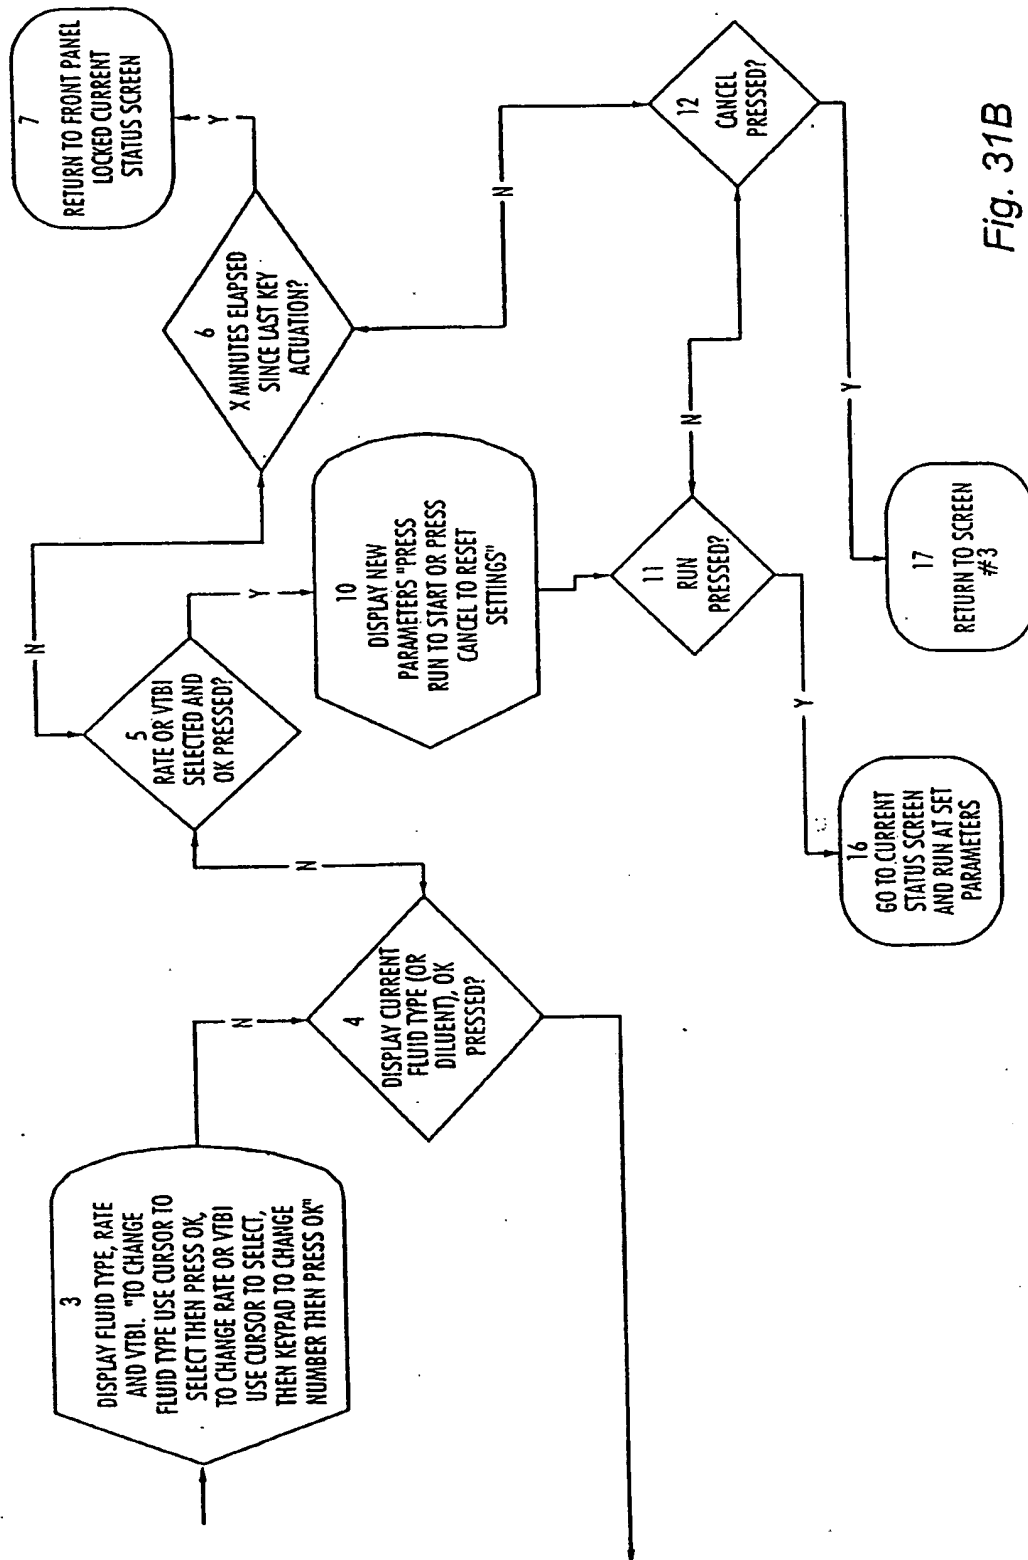 3
DISPLAY FLUID TYPE, RATE
AND VTBI. "TO CHANGE
FLUID TYPE USE CURSOR TO
SELECT THEN PRESS OK,
TO CHANGE RATE OR VTBI
USE CURSOR TO SELECT,
THEN KEYPAD TO CHANGE
NUMBER THEN PRESS OK"
N
4
DISPLAY CURRENT
FLUID TYPE (OR
DILUENT), OK
PRESSED?
N
5
RATE OR VTBI
SELECTED AND
OK PRESSED?
N
Y
6
X MINUTES ELAPSED
SINCE LAST KEY
ACTUATION?
Y
7
RETURN TO FRONT PANEL
LOCKED CURRENT
STATUS SCREEN
N
10
DISPLAY NEW
PARAMETERS "PRESS
RUN TO START OR PRESS
CANCEL TO RESET
SETTINGS"
11
RUN
PRESSED?
N
Y
12
CANCEL
PRESSED?
Y
16
GO TO CURRENT
STATUS SCREEN
AND RUN AT SET
PARAMETERS
17
RETURN TO SCREEN
#3
Fig. 31B